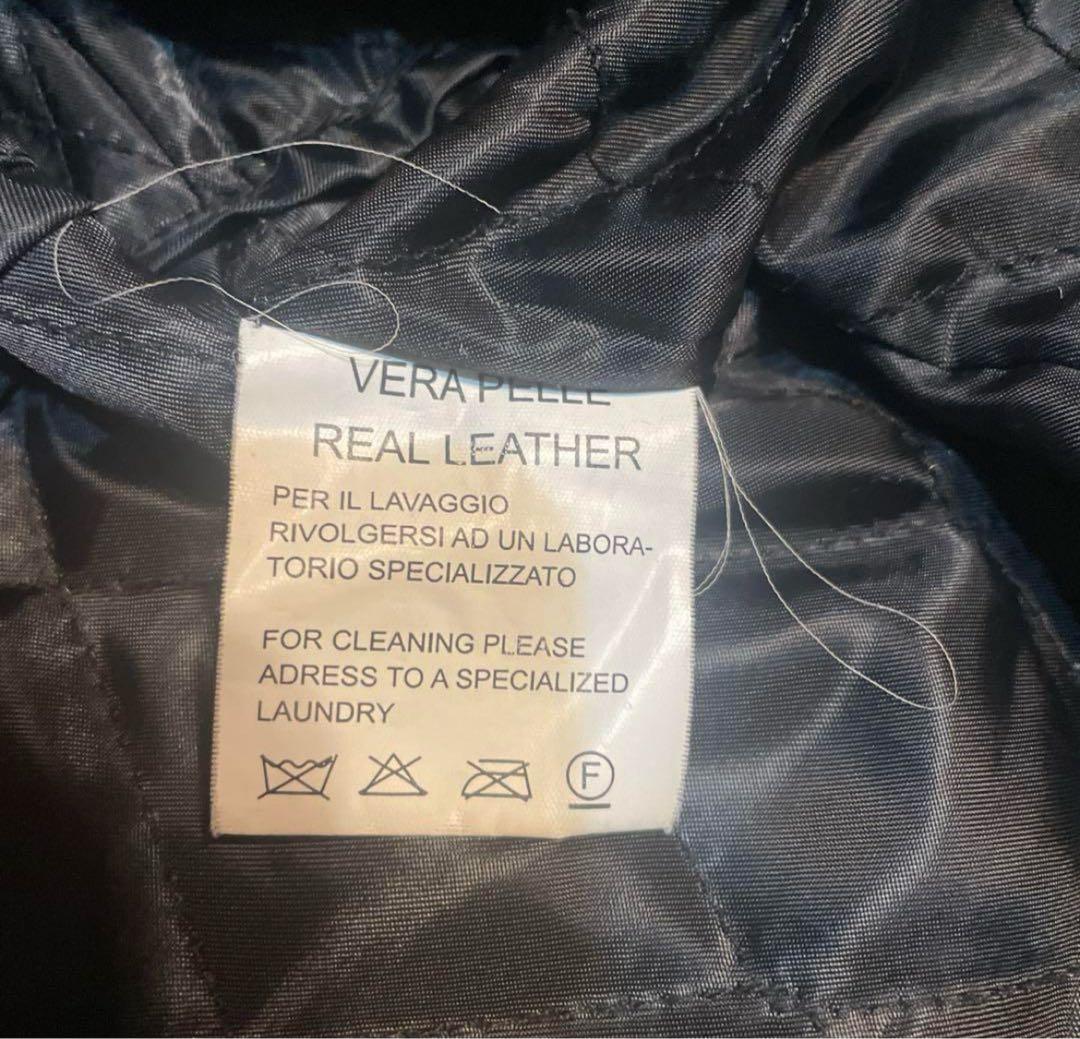 VERA PELLE
REAL LEATHER
PER IL LAVAGGIO
RIVOLGERSI AD UN LABORA-
TORIO SPECIALIZZATO
FOR CLEANING PLEASE
ADRESS TO A SPECIALIZED
LAUNDRY
F